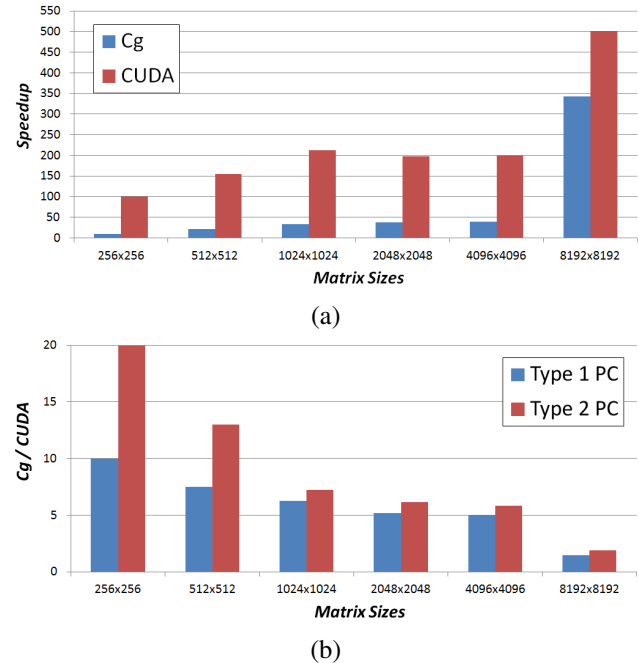 550
500
450
400
350
300
250
200
150
100
50
0
Speedup
Cg
CUDA
256x256 512x512 1024x1024 2048x2048 4096x4096 8192x8192
Matrix Sizes
(a)
20
15
10
5
0
Cg / CUDA
Type 1 PC
Type 2 PC
256x256 512x512 1024x1024 2048x2048 4096x4096 8192x8192
Matrix Sizes
(b)